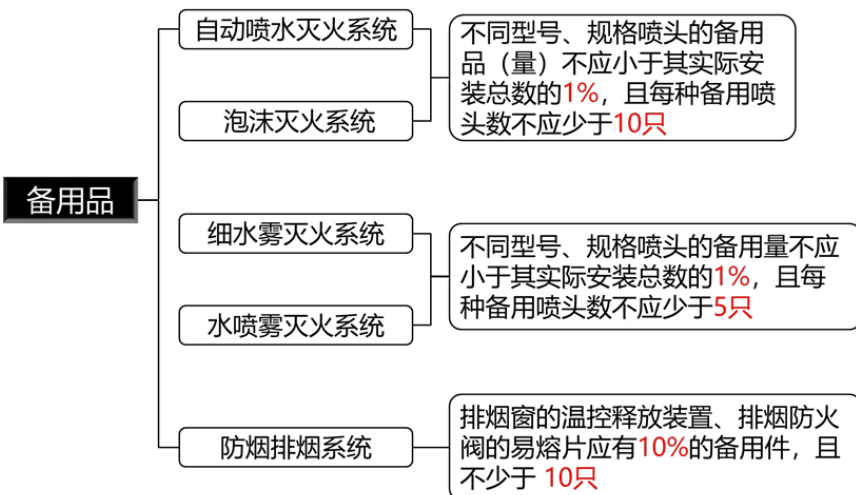 备用品
自动喷水灭火系统
泡沫灭火系统
不同型号、规格喷头的备用
品（量）不应小于其实际安
装总数的1%，且每种备用喷
头数不应少于10只
细水雾灭火系统
水喷雾灭火系统
不同型号、规格喷头的备用量不应
小于其实际安装总数的1%，且每
种备用喷头数不应少于5只
防烟排烟系统
排烟窗的温控释放装置、排烟防火
阀的易熔片应有10%的备用件，且
不少于 10只